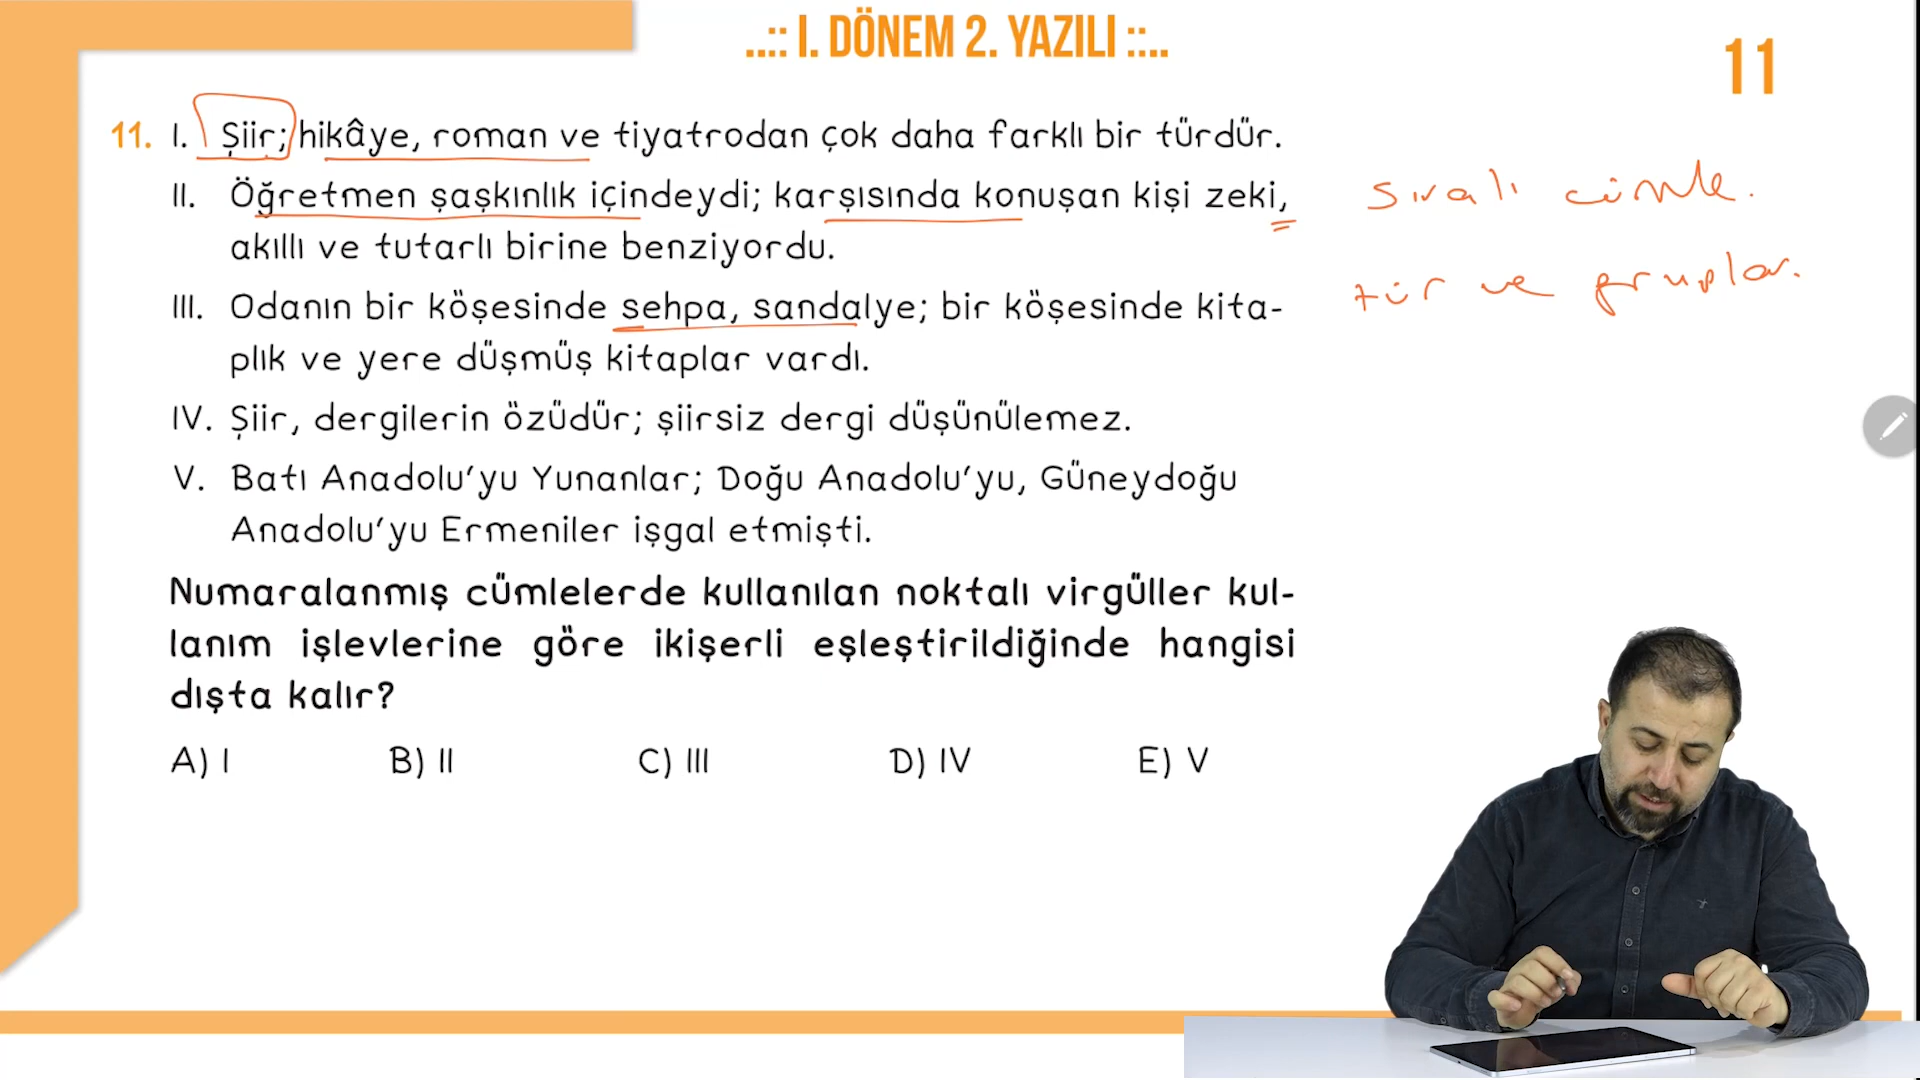 ..:: I. DÖNEM 2. YAZILI ::..
11
11. I. Şiir; hikâye, roman ve tiyatrodan çok daha farklı bir türdür.
II. Öğretmen şaşkınlık içindeydi; karşısında konuşan kişi zeki,
akıllı ve tutarlı birine benziyordu.
III. Odanın bir köşesinde sehpa, sandalye; bir köşesinde kita-
plık ve yere düşmüş kitaplar vardı.
IV. Şiir, dergilerin özüdür; şiirsiz dergi düşünülemez.
V. Batı Anadolu'yu Yunanlar; Doğu Anadolu'yu, Güneydoğu
Anadolu'yu Ermeniler işgal etmişti.
Numaralanmış cümlelerde kullanılan noktalı virgüller kul-
lanım işlevlerine göre ikişerli eşleştirildiğinde hangisi
dışta kalır?
A) I B) II C) III D) IV E) V
sıralı cümle.
tür ve gruplar.